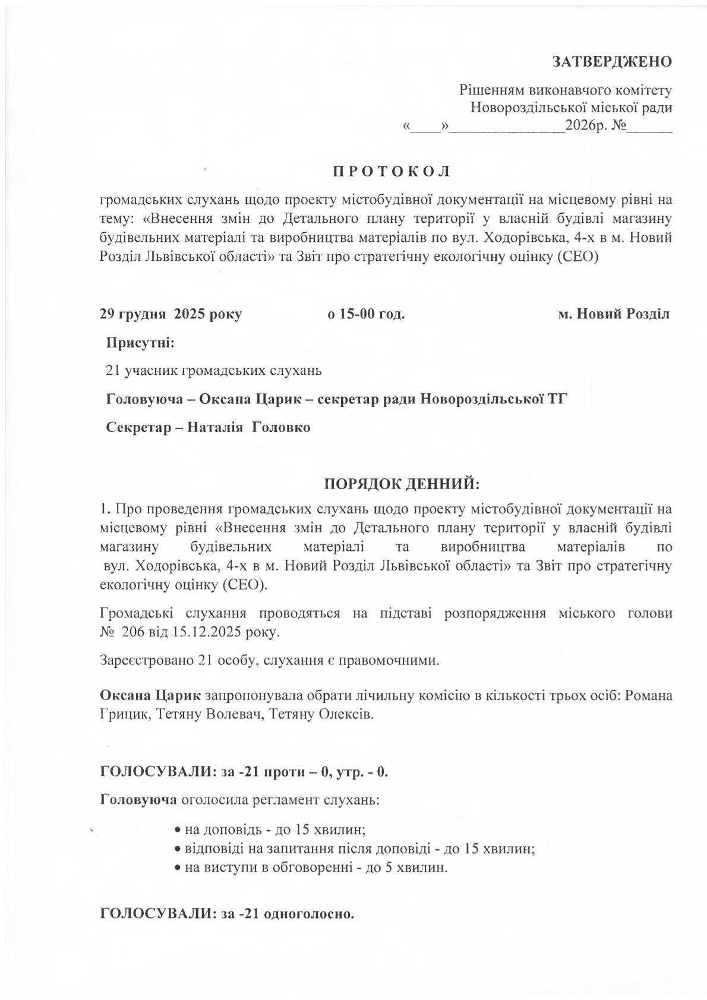 ЗАТВЕРДЖЕНО
Рішенням виконавчого комітету
Новороздільської міської ради
«____»_______________2026р. №______
П Р О Т О К О Л
громадських слухань щодо проекту містобудівної документації на місцевому рівні на
тему: «Внесення змін до Детального плану території у власній будівлі магазину
будівельних матеріалі та виробництва матеріалів по вул. Ходорівська, 4-х в м. Новий
Розділ Львівської області» та Звіт про стратегічну екологічну оцінку (СЕО)
29 грудня 2025 року о 15-00 год. м. Новий Розділ
Присутні:
21 учасник громадських слухань
Головуюча – Оксана Царик – секретар ради Новороздільської ТГ
Секретар – Наталія Головко
ПОРЯДОК ДЕННИЙ:
1. Про проведення громадських слухань щодо проекту містобудівної документації на
місцевому рівні «Внесення змін до Детального плану території у власній будівлі
магазину будівельних матеріалі та виробництва матеріалів по
вул. Ходорівська, 4-х в м. Новий Розділ Львівської області» та Звіт про стратегічну
екологічну оцінку (СЕО).
Громадські слухання проводяться на підставі розпорядження міського голови
№ 206 від 15.12.2025 року.
Зареєстровано 21 особу, слухання є правомочними.
Оксана Царик запропонувала обрати лічильну комісію в кількості трьох осіб: Романа
Грицик, Тетяну Волевач, Тетяну Олексів.
ГОЛОСУВАЛИ: за -21 проти – 0, утр. - 0.
Головуюча оголосила регламент слухань:
• на доповідь - до 15 хвилин;
• відповіді на запитання після доповіді - до 15 хвилин;
• на виступи в обговоренні - до 5 хвилин.
ГОЛОСУВАЛИ: за -21 одноголосно.